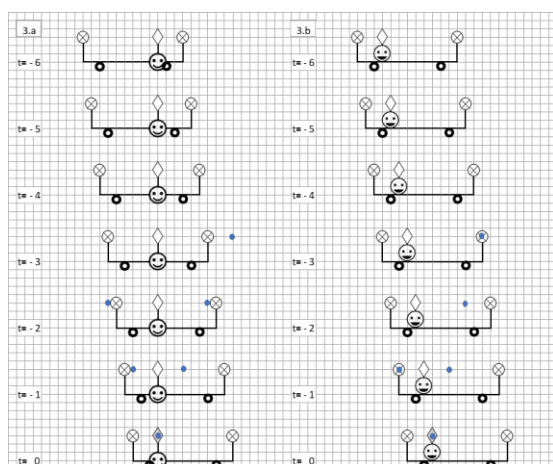 3.a
3.b
t= - 6
t= - 6
t= - 5
t= - 5
t= - 4
t= - 4
t= - 3
t= - 3
t= - 2
t= - 2
t= - 1
t= - 1
t= 0
t= 0